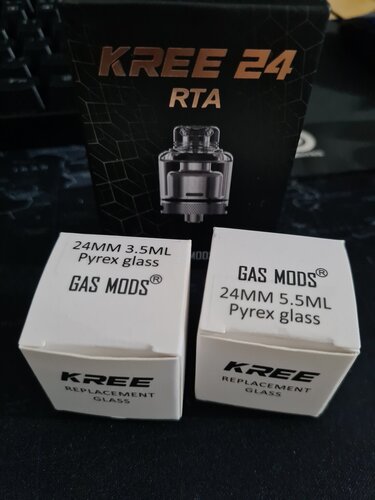 KREE 24
RTA
24MM 3.5ML
Pyrex glass
GAS MODS®
KREE
REPLACEMENT
GLASS
GAS MODS®
24MM 5.5ML
Pyrex glass
KREE
REPLACEMENT
GLASS